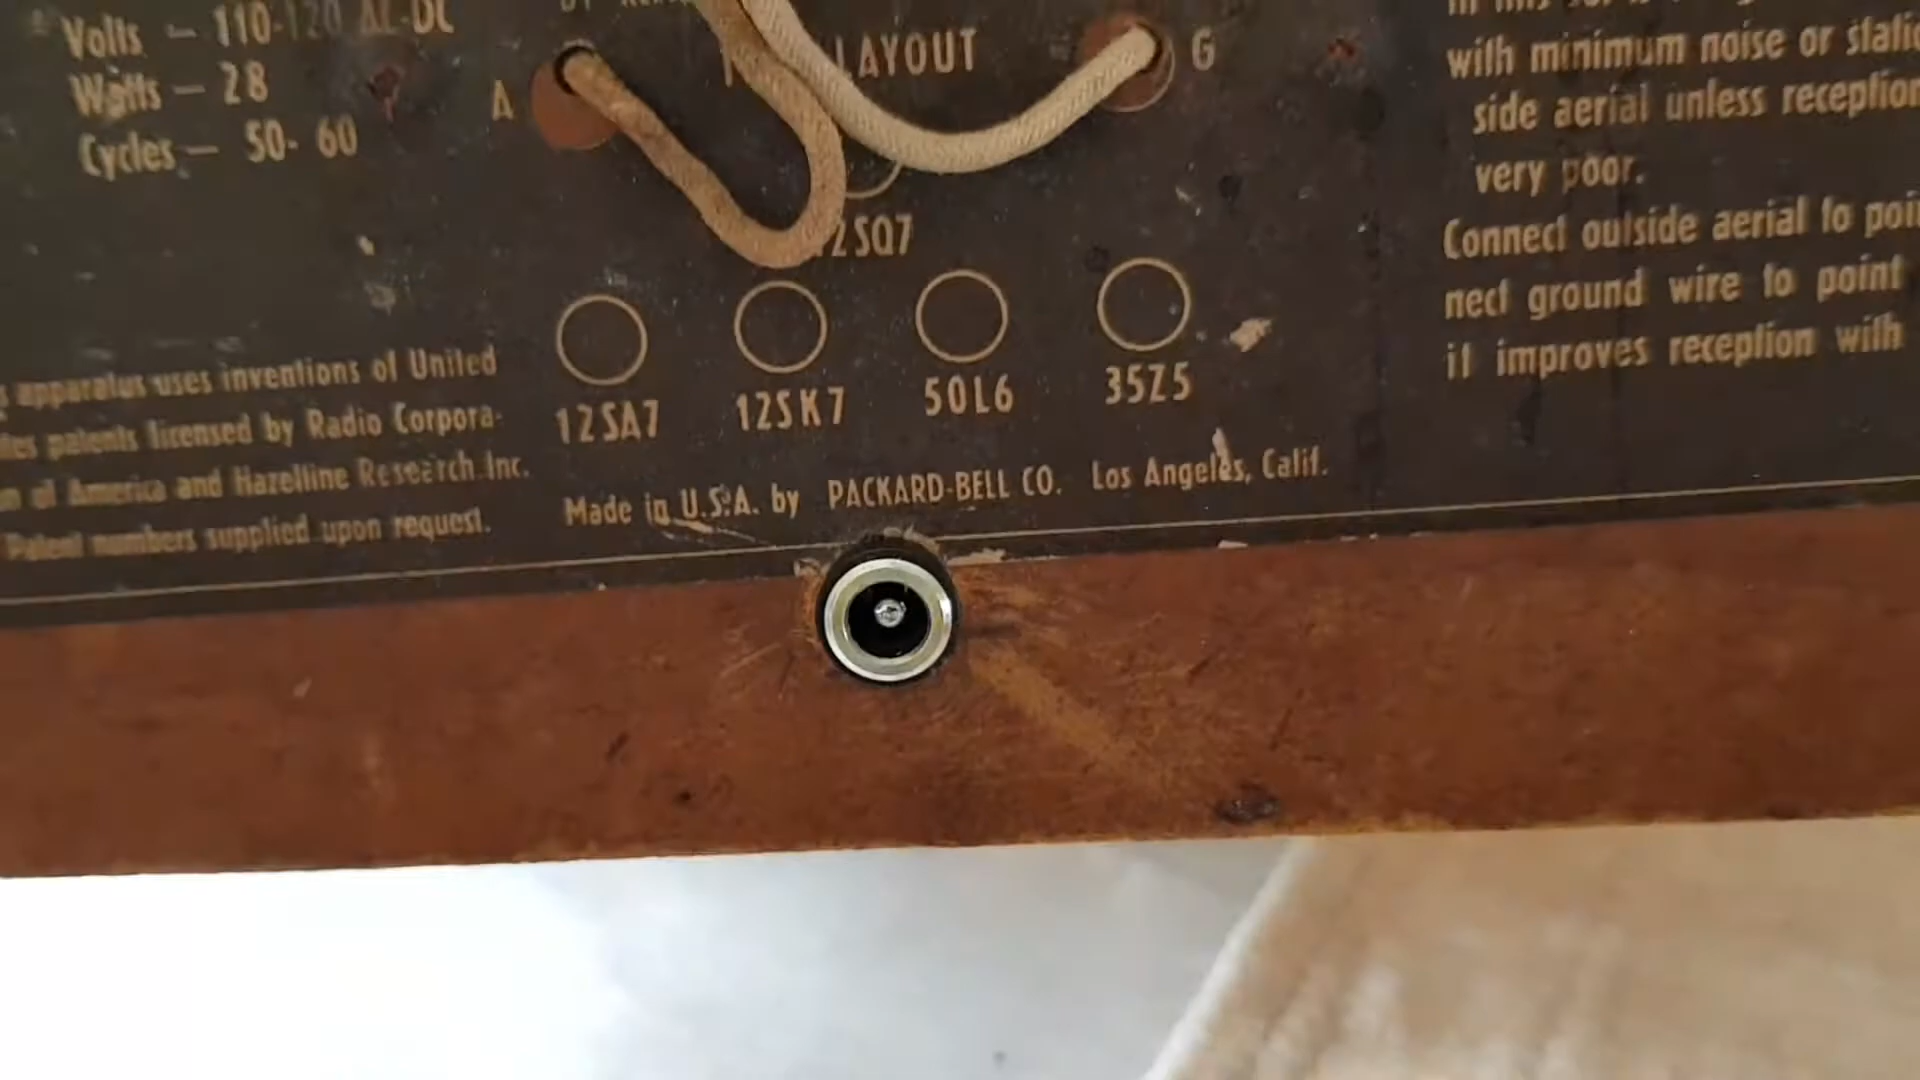 Volts — 110-120 AC-DC
Watts — 28
Cycles — 50- 60
A
LAYOUT
G
2SQ7
12SA7
12SK7
50L6
35Z5
apparatus uses inventions of United
patents licensed by Radio Corpora-
of America and Hazeltine Research Inc.
Patent numbers supplied upon request.
Made in U.S.A. by PACKARD-BELL CO. Los Angeles, Calif.
with minimum noise or static
side aerial unless reception
very poor.
Connect outside aerial to poi
nect ground wire to point
if improves reception with